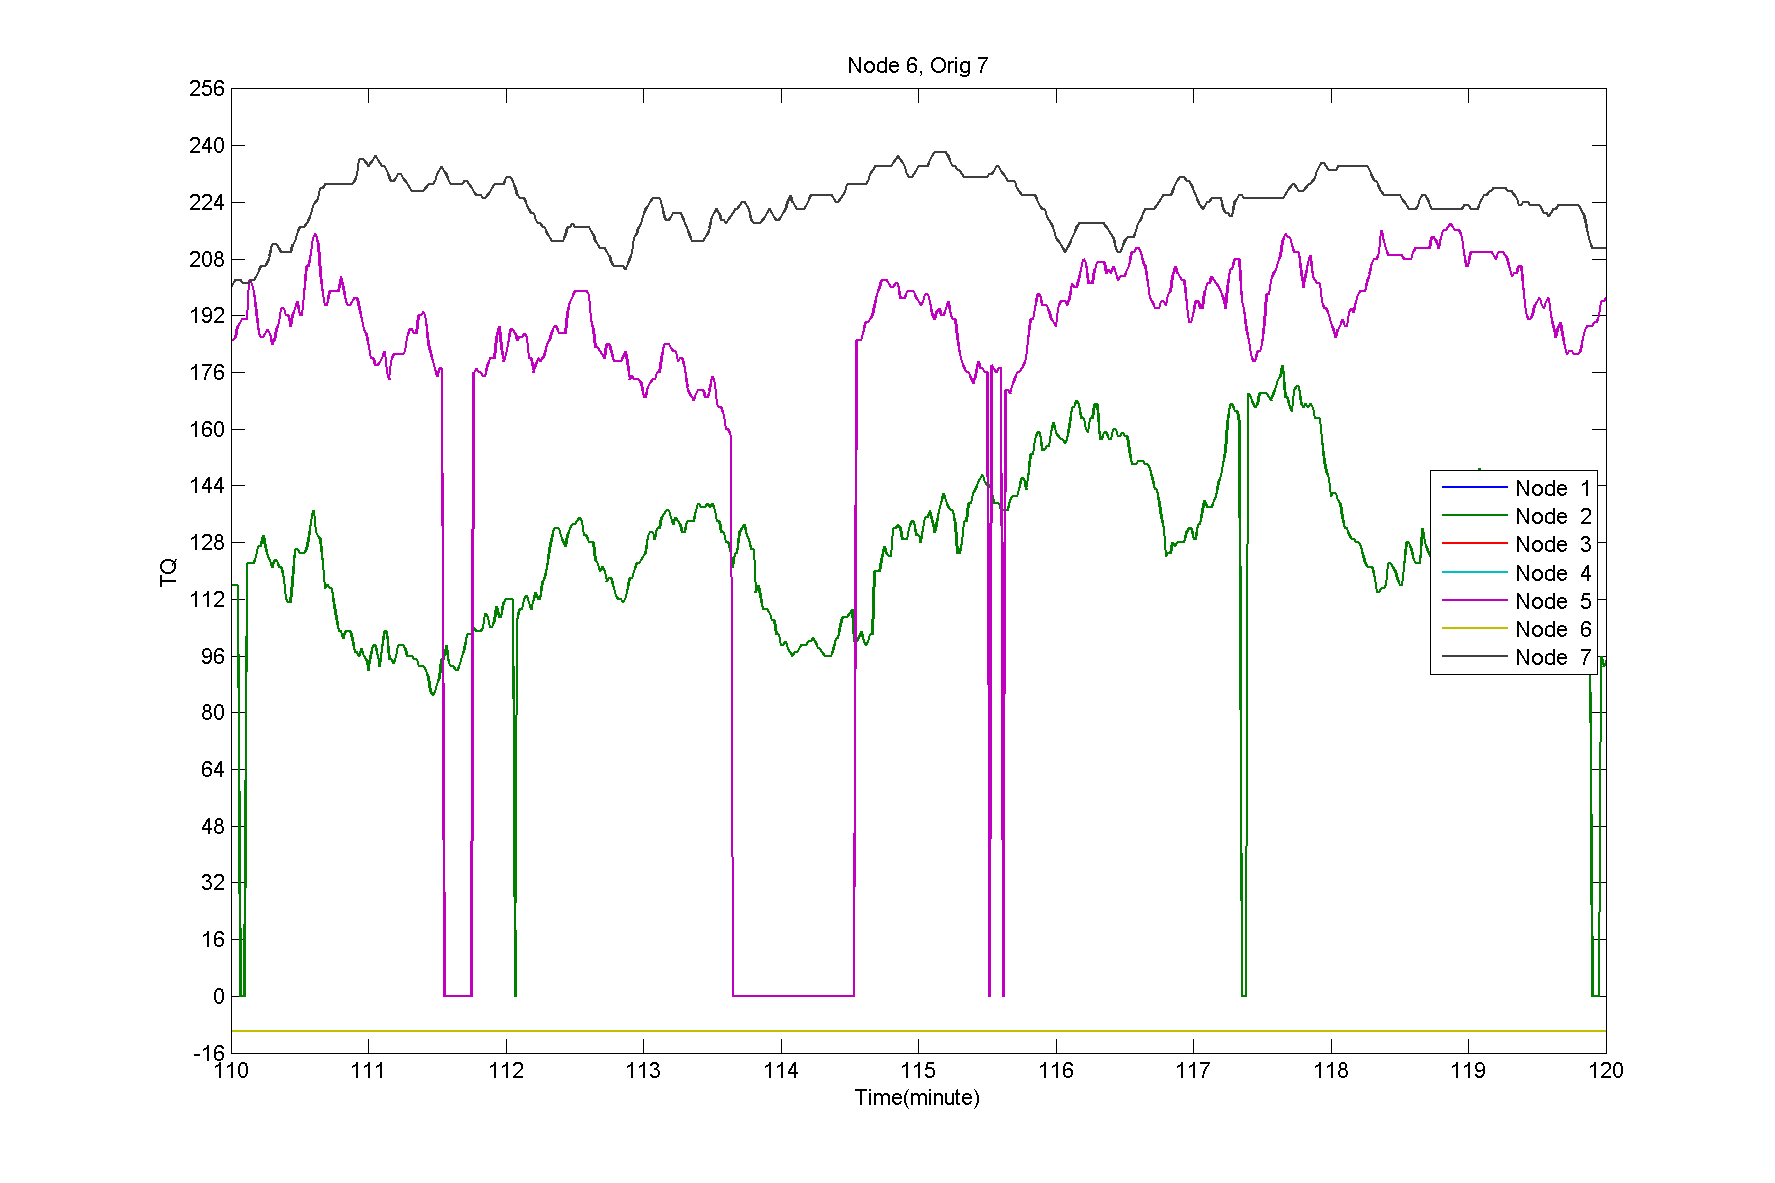 Node 6, Orig 7
256
240
224
208
192
176
160
144
128
112
96
80
64
48
32
16
0
-16
TQ
Node 1
Node 2
Node 3
Node 4
Node 5
Node 6
Node 7
110 111 112 113 114 115 116 117 118 119 120
Time(minute)